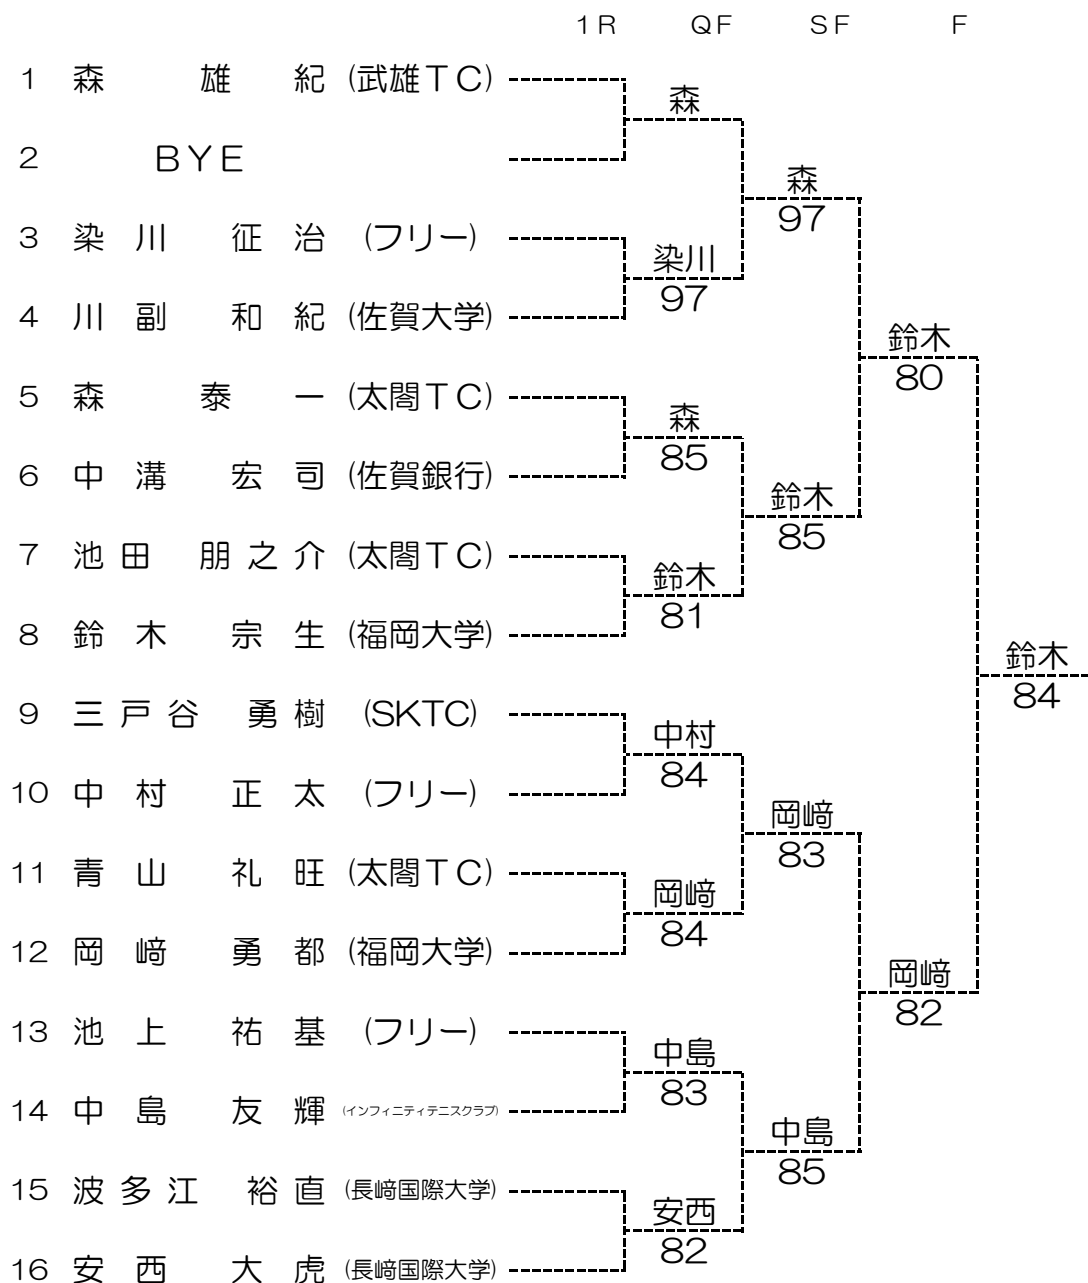 1R QF SF F
1 森 雄 紀 (武雄TC)
森
2 BYE
森
97
3 染 川 征 治 (フリー)
染川
97
4 川 副 和 紀 (佐賀大学)
鈴木
80
5 森 泰 一 (太閤TC)
森
85
6 中 溝 宏 司 (佐賀銀行)
鈴木
85
7 池 田 朋 之 介 (太閤TC)
鈴木
81
8 鈴 木 宗 生 (福岡大学)
鈴木
84
9 三 戸 谷 勇 樹 (SKTC)
中村
84
10 中 村 正 太 (フリー)
岡﨑
83
11 青 山 礼 旺 (太閤TC)
岡﨑
84
12 岡 﨑 勇 都 (福岡大学)
岡﨑
82
13 池 上 祐 基 (フリー)
中島
83
14 中 島 友 輝 (インフィニティテニスクラブ)
中島
85
15 波 多 江 裕 直 (長﨑国際大学)
安西
82
16 安 西 大 虎 (長﨑国際大学)